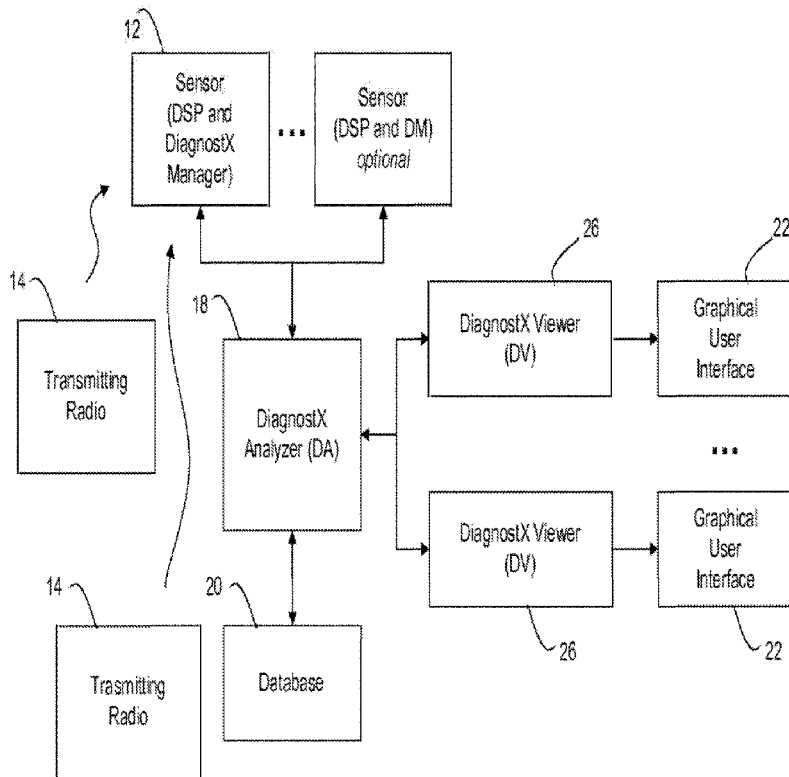 12
Sensor
(DSP and
DiagnostX
Manager)
...
Sensor
(DSP and DM)
optional
14
Transmitting
Radio
18
DiagnostX
Analyzer (DA)
26
DiagnostX Viewer
(DV)
22
Graphical
User
Interface
...
14
Trasmitting
Radio
20
Database
DiagnostX Viewer
(DV)
26
Graphical
User
Interface
22